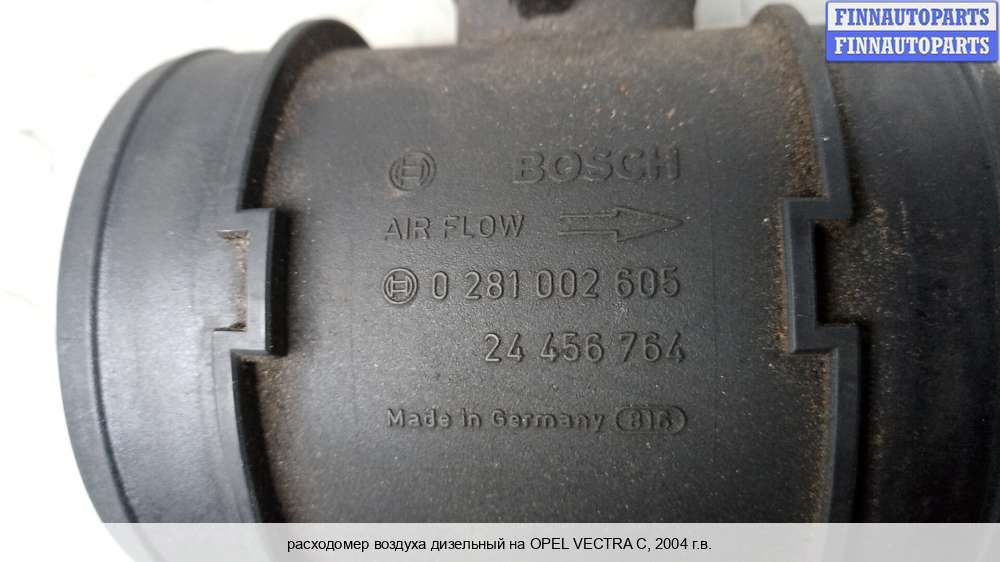 FINNAUTOPARTS
FINNAUTOPARTS
BOSCH
AIR FLOW
0 281 002 605
24 456 764
Made in Germany 816
расходомер воздуха дизельный на OPEL VECTRA C, 2004 г.в.